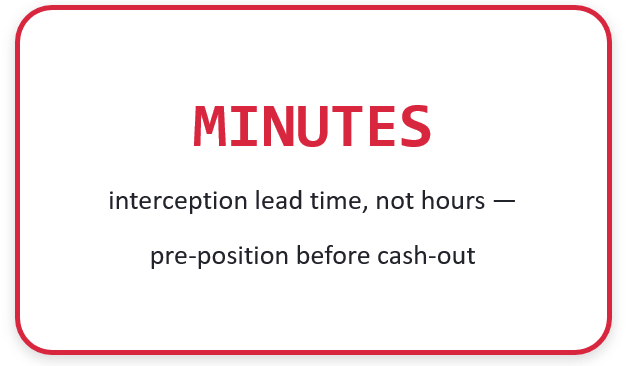 MINUTES
interception lead time, not hours —
pre-position before cash-out